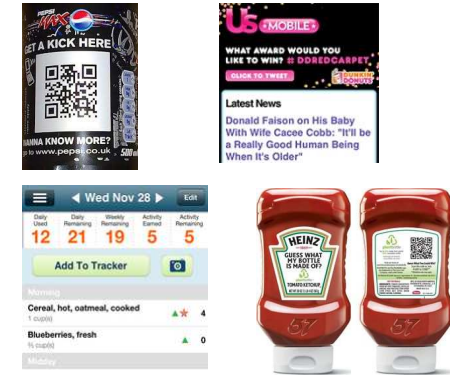 PEPSI
MAX
GET A KICK HERE
WANNA KNOW MORE?
go to www.pepsi.co.uk
500
Us MOBILE
WHAT AWARD WOULD YOU
LIKE TO WIN? # DDREDCARPET
CLICK TO TWEET
DUNKIN'
DONUTS
Latest News
Donald Faison on His Baby
With Wife Cacee Cobb: "It'll be
a Really Good Human Being
When It's Older"
Wed Nov 28
Edit
Daily Used
Daily Remaining
Weekly Remaining
Activity Earned
Activity Remaining
12 21 19 5 5
Add To Tracker
Morning
Cereal, hot, oatmeal, cooked
1 cup(s)
4
Blueberries, fresh
½ cup(s)
0
Midday
HEINZ
GUESS WHAT
MY BOTTLE
IS MADE OF?
TOMATO KETCHUP
57
57